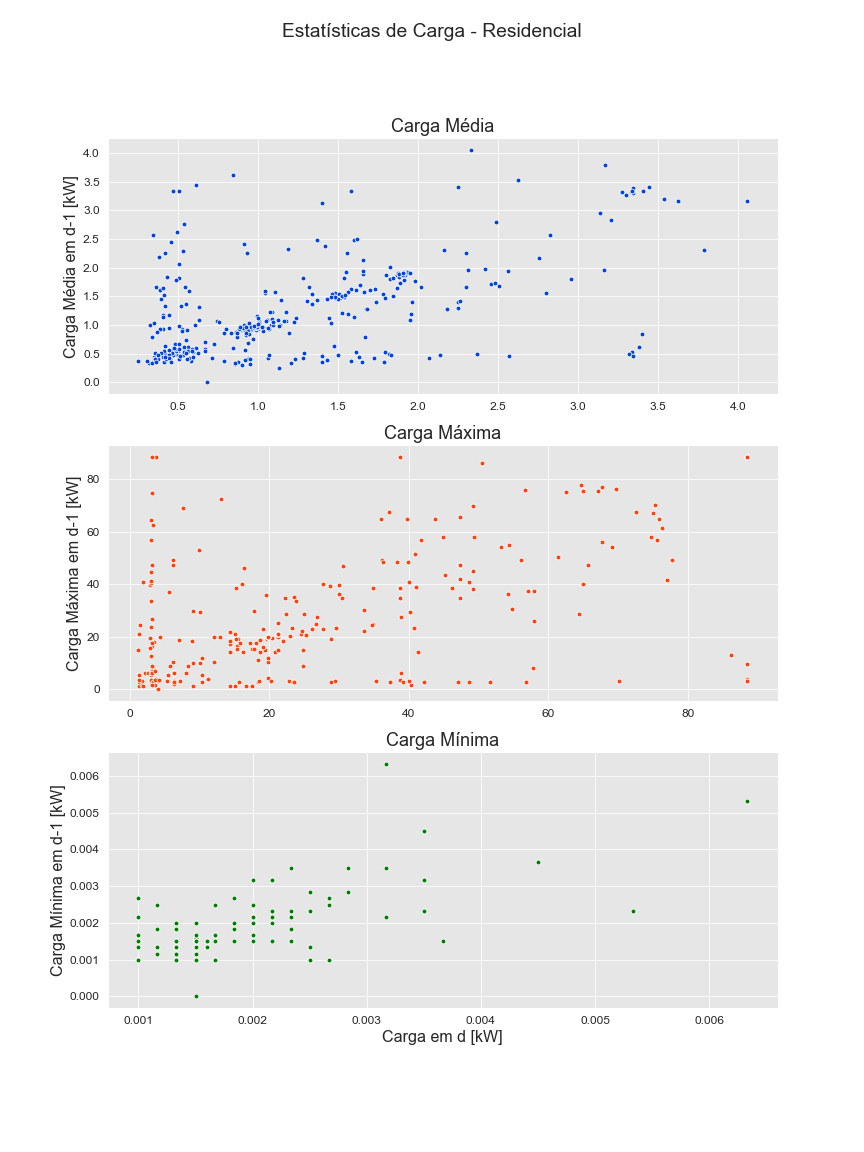 Estatísticas de Carga - Residencial
Carga Média
Carga Média em d-1 [kW]
4.0
3.5
3.0
2.5
2.0
1.5
1.0
0.5
0.0
0.5 1.0 1.5 2.0 2.5 3.0 3.5 4.0
Carga Máxima
Carga Máxima em d-1 [kW]
80
60
40
20
0
0 20 40 60 80
Carga Mínima
Carga Mínima em d-1 [kW]
0.006
0.005
0.004
0.003
0.002
0.001
0.000
0.001 0.002 0.003 0.004 0.005 0.006
Carga em d [kW]